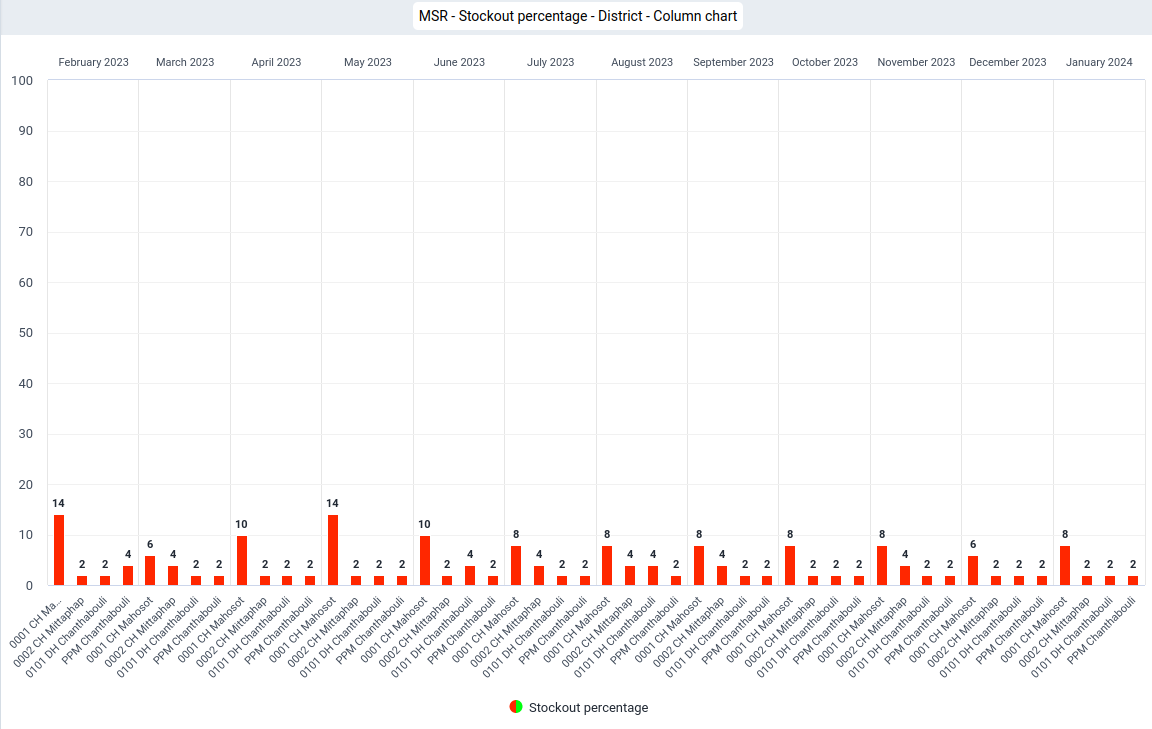 MSR - Stockout percentage - District - Column chart
February 2023 March 2023 April 2023 May 2023 June 2023 July 2023 August 2023 September 2023 October 2023 November 2023 December 2023 January 2024
100
90
80
70
60
50
40
30
20
10
0
14 2 2 4 6 4 2 2 10 2 2 2 14 2 2 2 10 2 4 2 8 4 2 2 8 4 4 2 8 4 2 2 8 2 2 2 8 4 2 2 6 2 2 2 8 2 2 2
0001 CH Ma...
0002 CH Mittaphap
0101 DH Chanthabouli
PPM Chanthabouli
0001 CH Mahosot
0002 CH Mittaphap
0101 DH Chanthabouli
PPM Chanthabouli
0001 CH Mahosot
0002 CH Mittaphap
0101 DH Chanthabouli
PPM Chanthabouli
0001 CH Mahosot
0002 CH Mittaphap
0101 DH Chanthabouli
PPM Chanthabouli
0001 CH Mahosot
0002 CH Mittaphap
0101 DH Chanthabouli
PPM Chanthabouli
0001 CH Mahosot
0002 CH Mittaphap
0101 DH Chanthabouli
PPM Chanthabouli
0001 CH Mahosot
0002 CH Mittaphap
0101 DH Chanthabouli
PPM Chanthabouli
0001 CH Mahosot
0002 CH Mittaphap
0101 DH Chanthabouli
PPM Chanthabouli
0001 CH Mahosot
0002 CH Mittaphap
0101 DH Chanthabouli
PPM Chanthabouli
0001 CH Mahosot
0002 CH Mittaphap
0101 DH Chanthabouli
PPM Chanthabouli
0001 CH Mahosot
0002 CH Mittaphap
0101 DH Chanthabouli
PPM Chanthabouli
0001 CH Mahosot
0002 CH Mittaphap
0101 DH Chanthabouli
PPM Chanthabouli
Stockout percentage